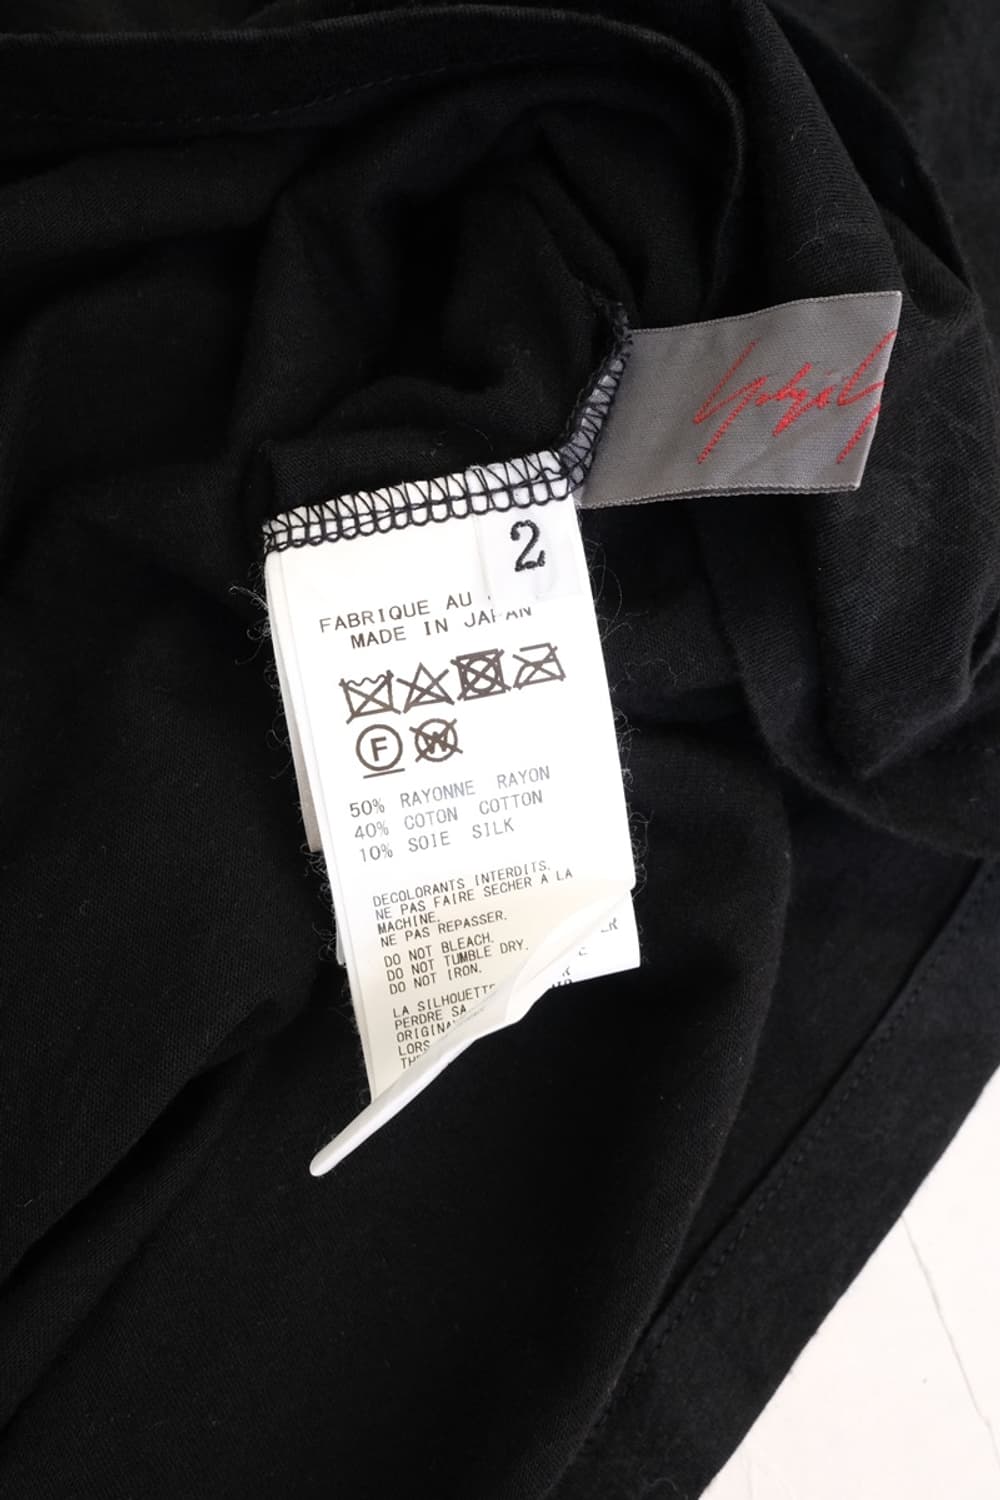 2
FABRIQUE AU
MADE IN JAPAN
F
W
50% RAYONNE RAYON
40% COTON COTTON
10% SOIE SILK
DECOLORANTS INTERDITS.
NE PAS FAIRE SECHER A LA
MACHINE.
NE PAS REPASSER.
DO NOT BLEACH.
DO NOT TUMBLE DRY.
DO NOT IRON.
LA SILHOUETTE
PERDRE SA
LORS